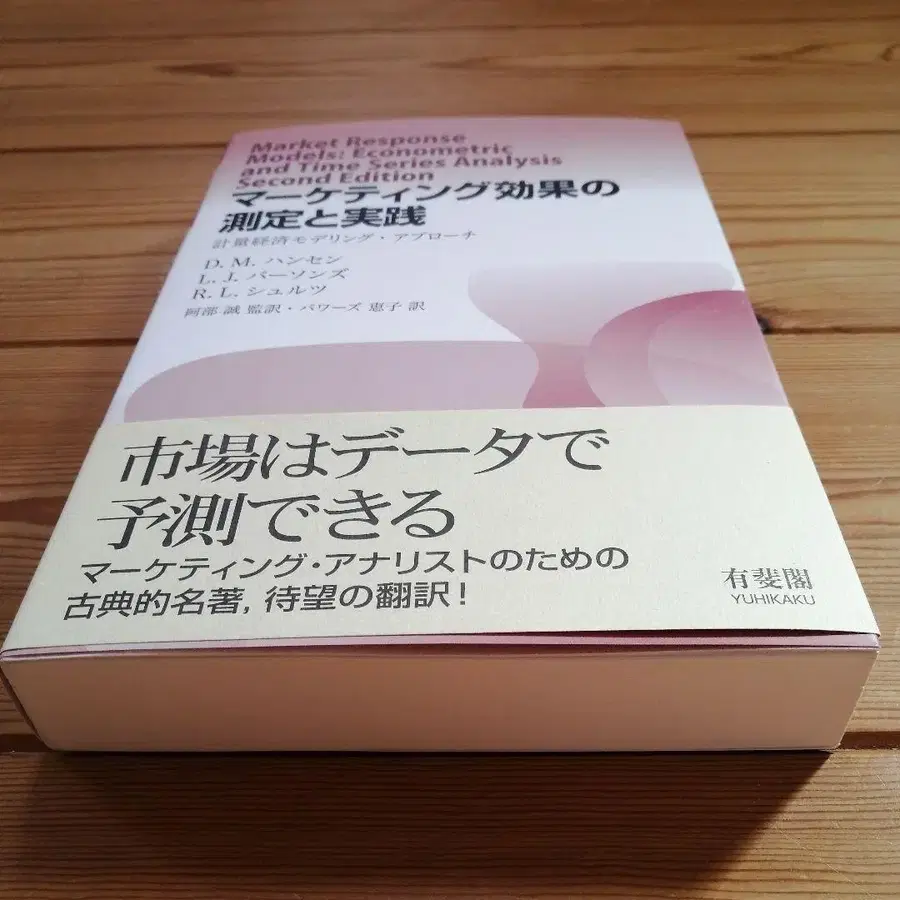 Market Response
Models: Econometric
and Time Series Analysis
Second Edition
マーケティング効果の
測定と実践
計量経済モデリング・アプローチ
D. M. ハンセン
L. J. パーソンズ
R. L. シュルツ
阿部 誠 監訳・パワーズ 恵子 訳
市場はデータで
予測できる
マーケティング・アナリストのための
古典的名著, 待望の翻訳!
有斐閣
YUHIKAKU